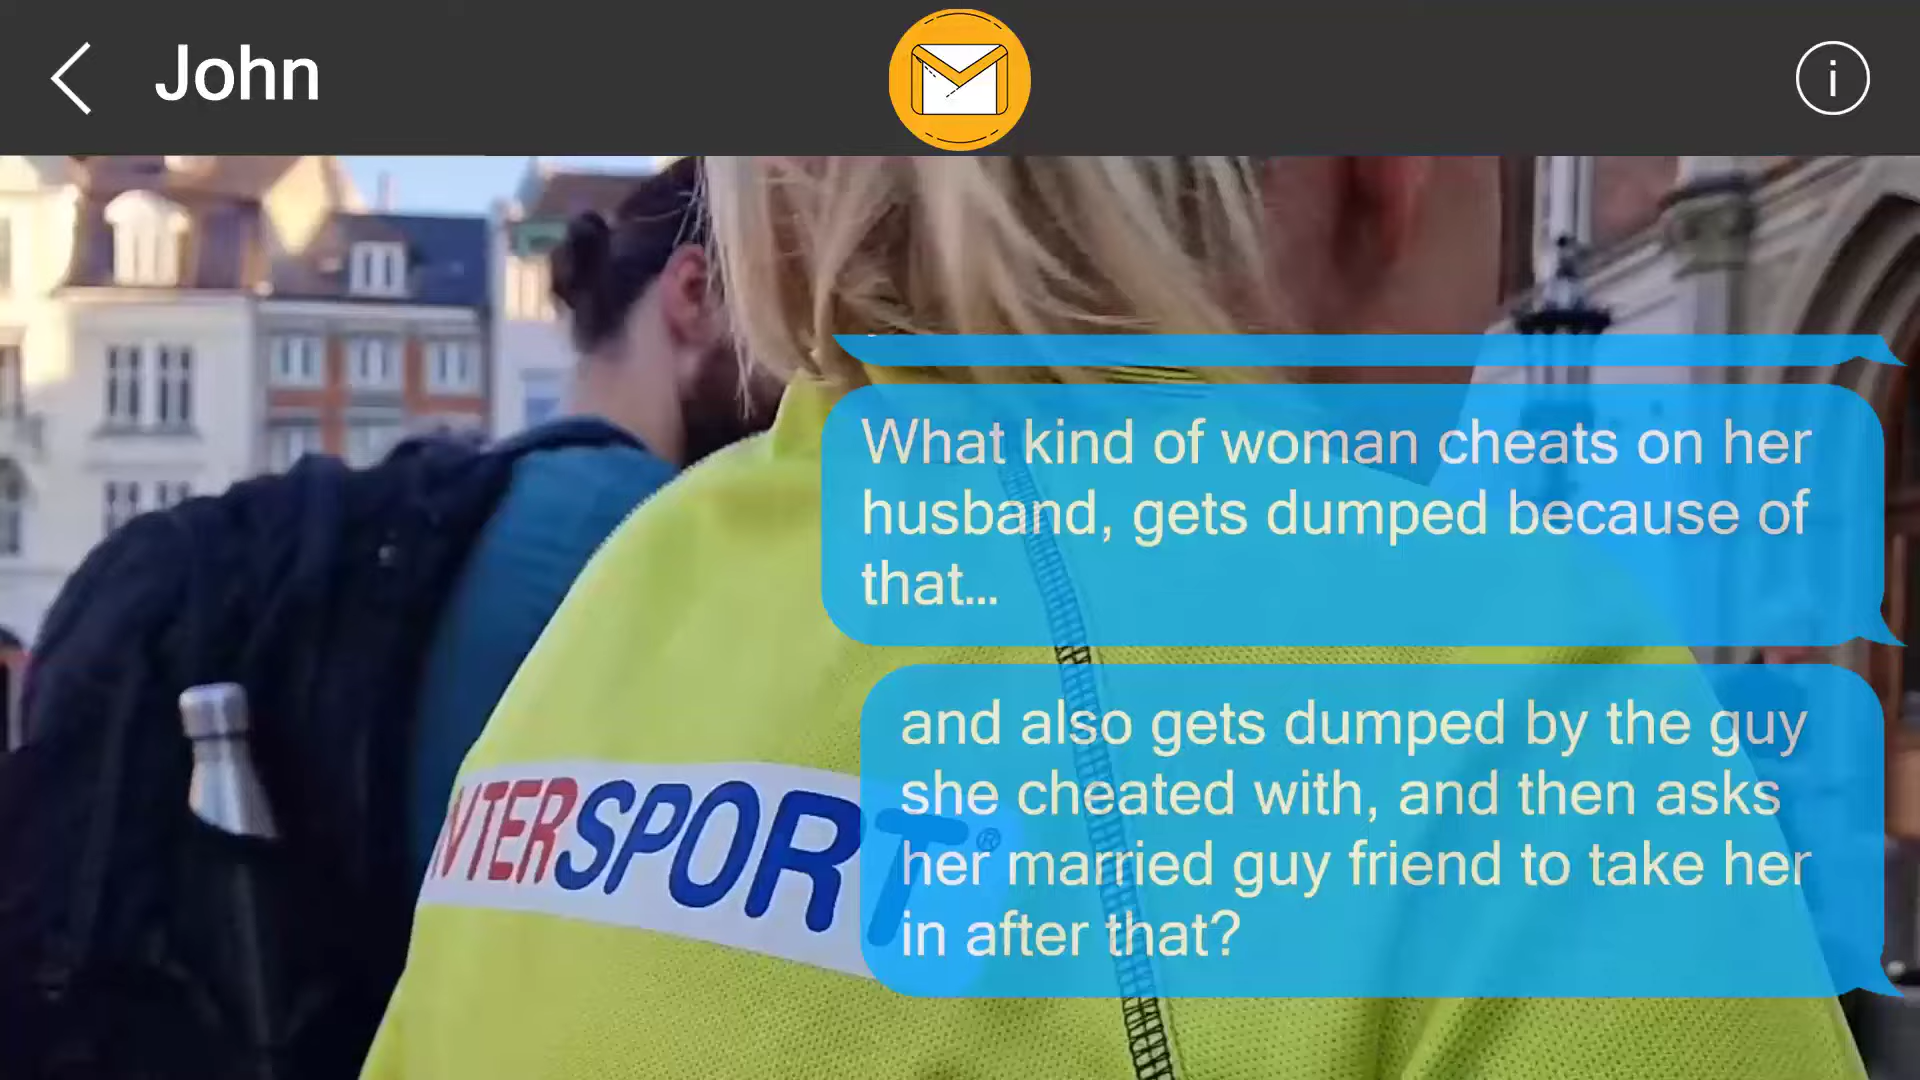 John
What kind of woman cheats on her
husband, gets dumped because of
that...
and also gets dumped by the guy
she cheated with, and then asks
her married guy friend to take her
in after that?
NTERSPORT®